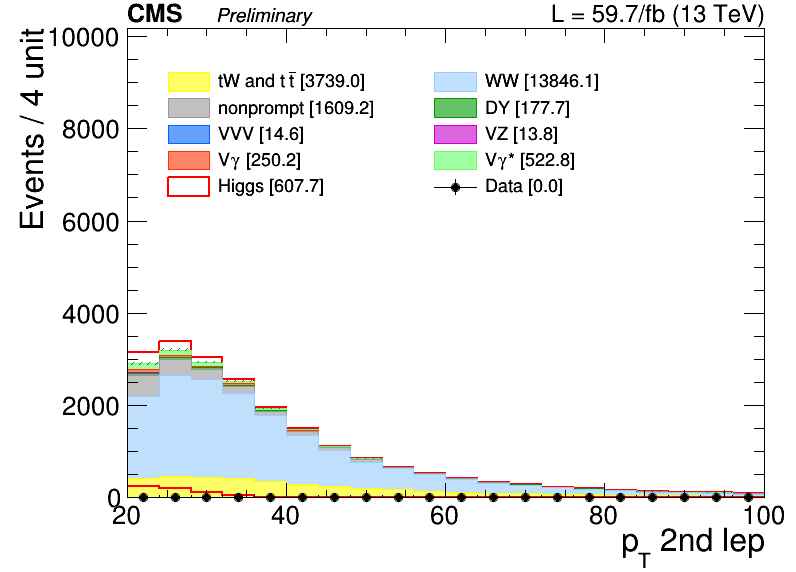 CMS Preliminary L = 59.7/fb (13 TeV)
Events / 4 unit
10000
8000
6000
4000
2000
0
tW and t t̅ [3739.0] WW [13846.1]
nonprompt [1609.2] DY [177.7]
VVV [14.6] VZ [13.8]
Vγ [250.2] Vγ* [522.8]
Higgs [607.7] Data [0.0]
20 40 60 80 100
p_T 2nd lep